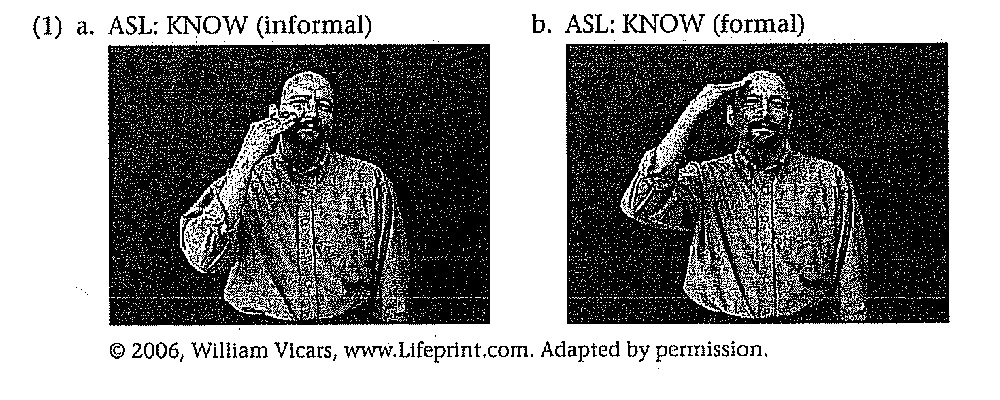 (1) a. ASL: KNOW (informal) b. ASL: KNOW (formal)
© 2006, William Vicars, www.Lifeprint.com. Adapted by permission.